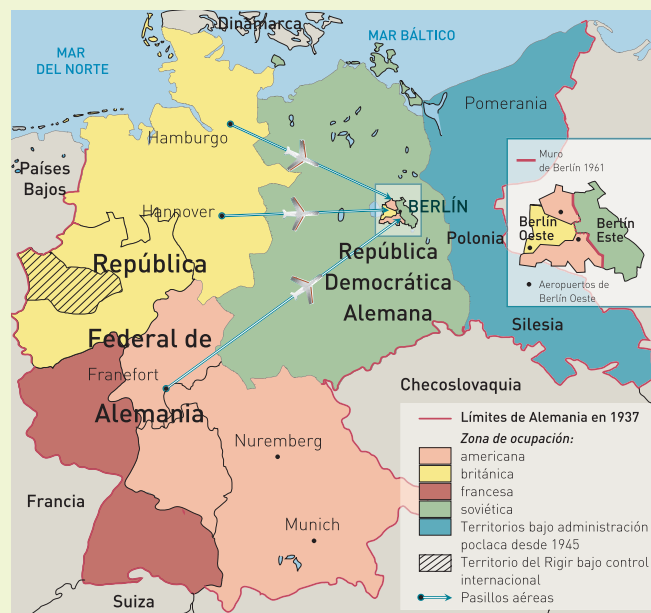 Dinamarca
MAR
DEL NORTE
MAR BÁLTICO
Pomerania
Hamburgo
Países
Bajos
Hannover
BERLÍN
República
Federal de
Alemania
República
Democrática
Alemana
Polonia
Silesia
Muro
de Berlín 1961
Berlín
Oeste
Berlín
Este
Aeropuertos de
Berlín Oeste
Franefort
Checoslovaquia
Nuremberg
Francia
Munich
Suiza
Límites de Alemania en 1937
Zona de ocupación:
americana
británica
francesa
soviética
Territorios bajo administración
poclaca desde 1945
Territorio del Rigir bajo control
internacional
Pasillos aéreas